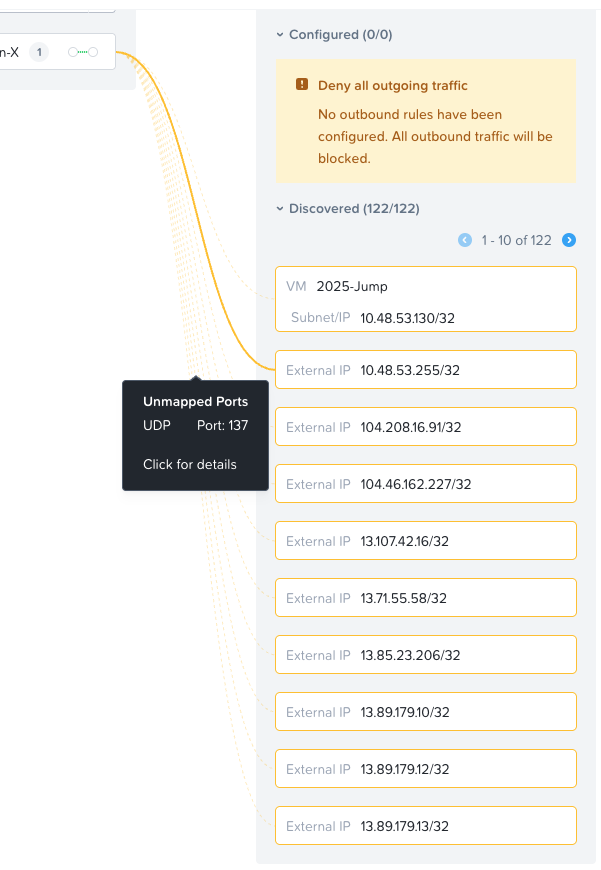 n-X 1
Configured (0/0)
Deny all outgoing traffic
No outbound rules have been
configured. All outbound traffic will be
blocked.
Discovered (122/122)
1 - 10 of 122
VM 2025-Jump
Subnet/IP 10.48.53.130/32
External IP 10.48.53.255/32
Unmapped Ports
UDP Port: 137
Click for details
External IP 104.208.16.91/32
External IP 104.46.162.227/32
External IP 13.107.42.16/32
External IP 13.71.55.58/32
External IP 13.85.23.206/32
External IP 13.89.179.10/32
External IP 13.89.179.12/32
External IP 13.89.179.13/32